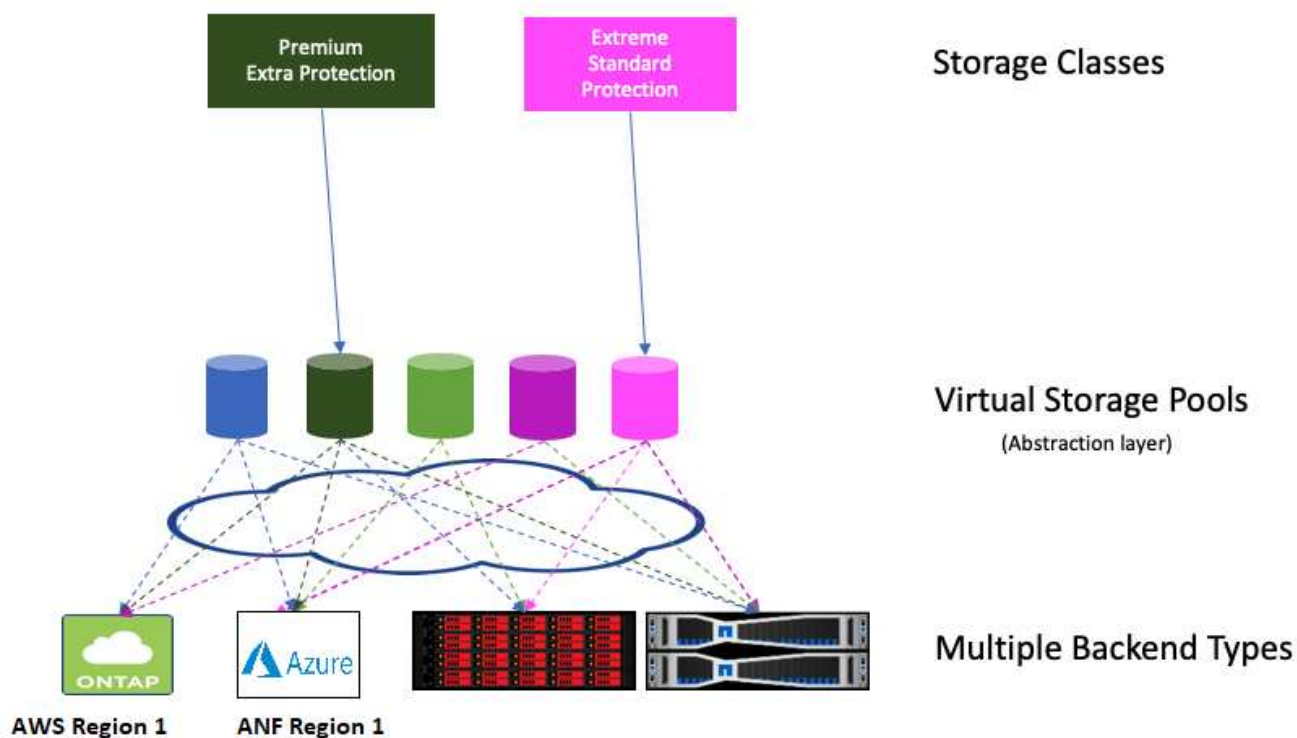 Premium
Extra Protection
Extreme
Standard
Protection
Storage Classes
Virtual Storage Pools
(Abstraction layer)
ONTAP
Azure
Multiple Backend Types
AWS Region 1
ANF Region 1